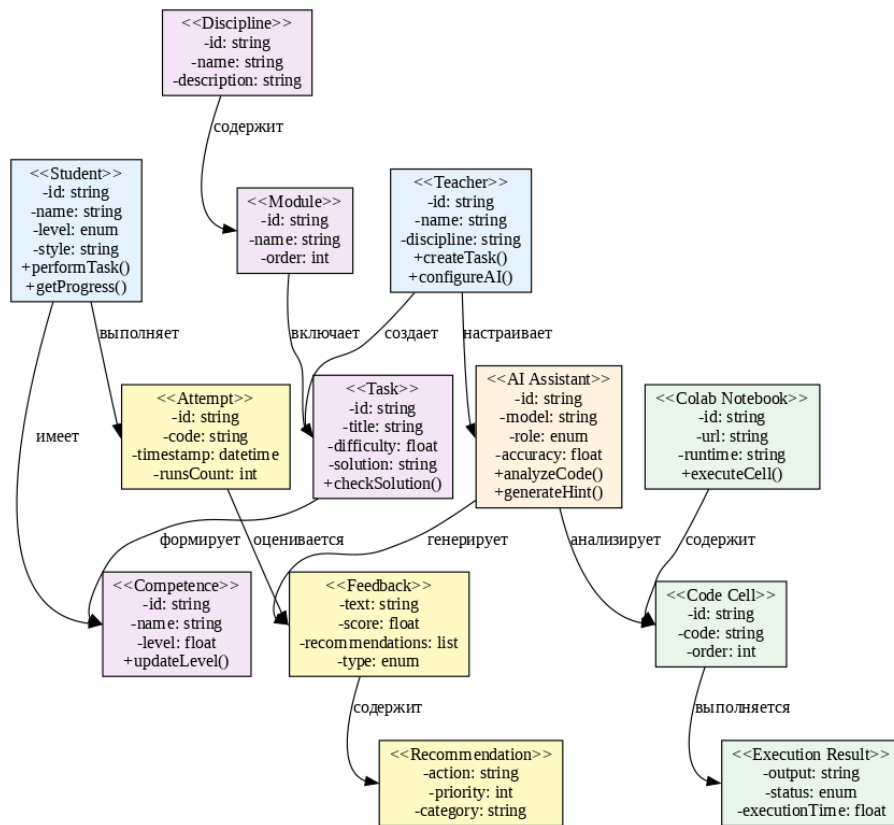 <<Discipline>>
-id: string
-name: string
-description: string
содержит
<<Student>>
-id: string
-name: string
-level: enum
-style: string
+performTask()
+getProgress()
<<Module>>
-id: string
-name: string
-order: int
<<Teacher>>
-id: string
-name: string
-discipline: string
+createTask()
+configureAI()
выполняет
включает
создает
настраивает
имеет
<<Attempt>>
-id: string
-code: string
-timestamp: datetime
-runsCount: int
<<Task>>
-id: string
-title: string
-difficulty: float
-solution: string
+checkSolution()
<<AI Assistant>>
-id: string
-model: string
-role: enum
-accuracy: float
+analyzeCode()
+generateHint()
<<Colab Notebook>>
-id: string
-url: string
-runtime: string
+executeCell()
формирует
оценивается
генерирует
анализирует
содержит
<<Competence>>
-id: string
-name: string
-level: float
+updateLevel()
<<Feedback>>
-text: string
-score: float
-recommendations: list
-type: enum
<<Code Cell>>
-id: string
-code: string
-order: int
содержит
выполняется
<<Recommendation>>
-action: string
-priority: int
-category: string
<<Execution Result>>
-output: string
-status: enum
-executionTime: float